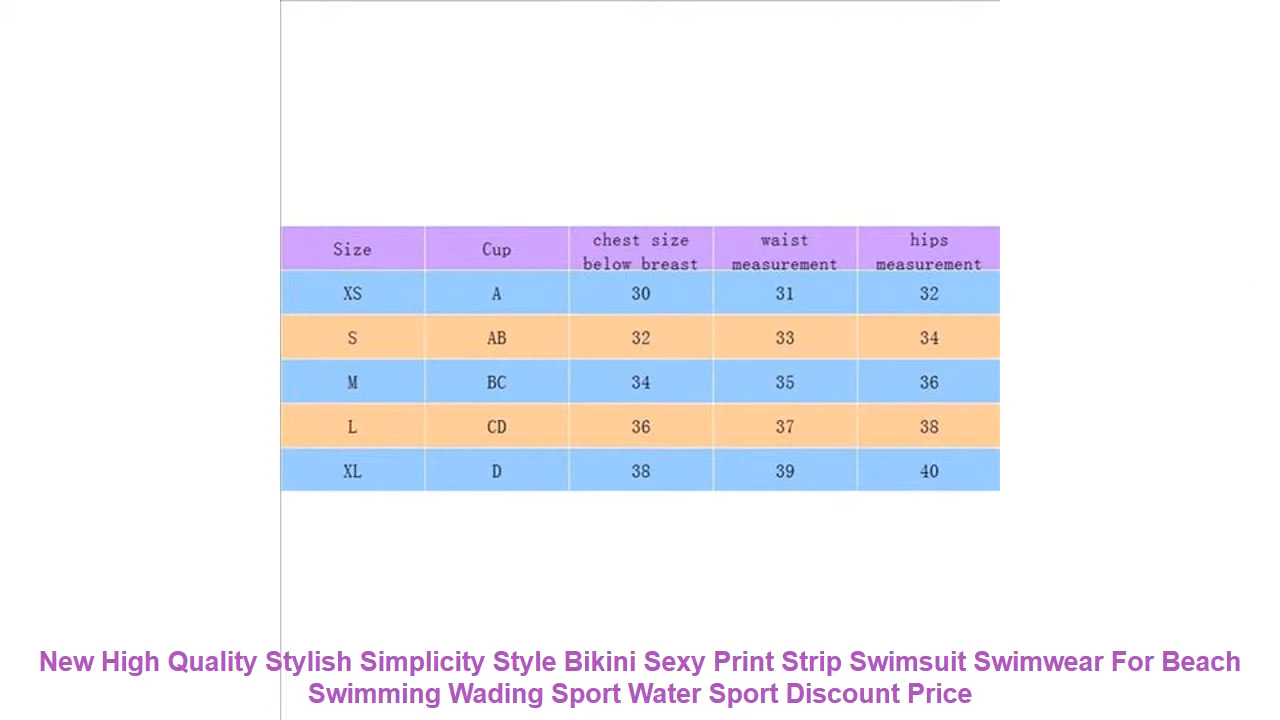 Size Cup chest size below breast waist measurement hips measurement
XS A 30 31 32
S AB 32 33 34
M BC 34 35 36
L CD 36 37 38
XL D 38 39 40
New High Quality Stylish Simplicity Style Bikini Sexy Print Strip Swimsuit Swimwear For Beach
Swimming Wading Sport Water Sport Discount Price